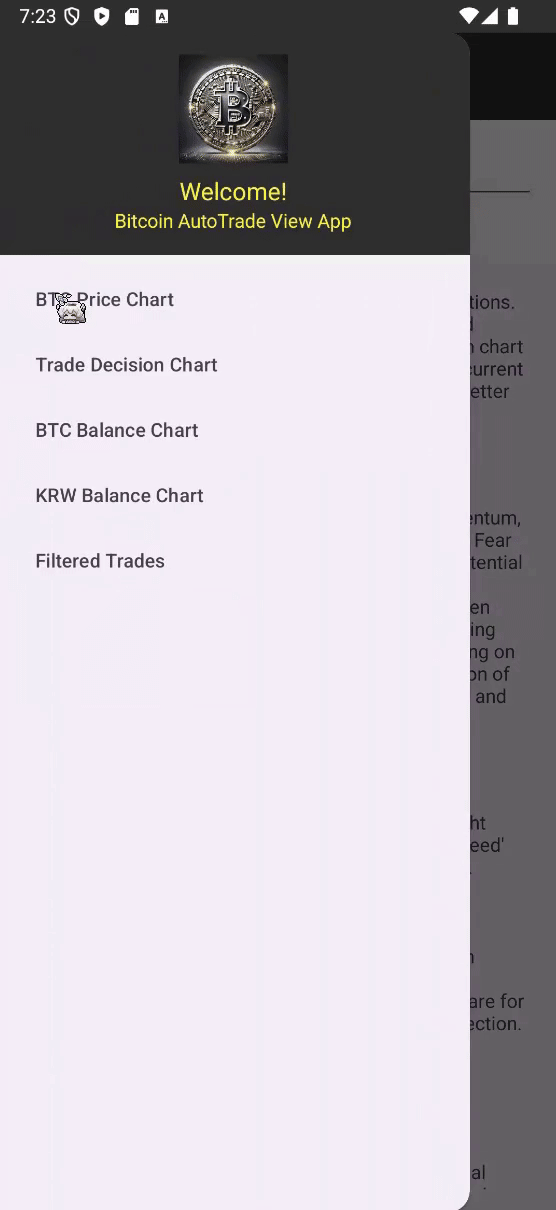 7:23
Welcome!
Bitcoin AutoTrade View App
BTC Price Chart
Trade Decision Chart
BTC Balance Chart
KRW Balance Chart
Filtered Trades
tions.
chart
current
etter
entum,
Fear
tential
en
ing
ng on
on of
and
ht
eed'
are for
ection.
al